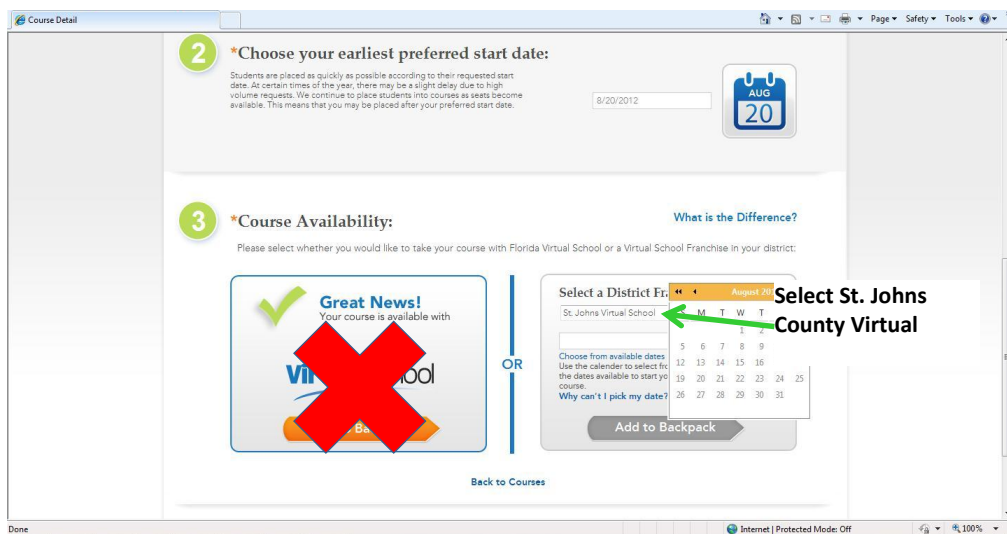 Course Detail
Page
Safety
Tools
2
*Choose your earliest preferred start date:
Students are placed as quickly as possible according to their requested start
date. At certain times of the year, there may be a slight delay due to high
volume requests. We continue to place students into courses as seats become
available. This means that you may be placed after your preferred start date.
8/20/2012
AUG
20
3
*Course Availability:
What is the Difference?
Please select whether you would like to take your course with Florida Virtual School or a Virtual School Franchise in your district:
Great News!
Your course is available with
OR
Select a District
St. Johns Virtual School
Choose from available dates
Use the calender to select
the dates available to start
course.
Why can't I pick my date?
Add to Backpack
August 20
M T W T
1 2
5 6 7 8 9
12 13 14 15 16
19 20 21 22 23 24 25
26 27 28 29 30 31
Select St. Johns
County Virtual
Back to Courses
Done
Internet | Protected Mode: Off
100%